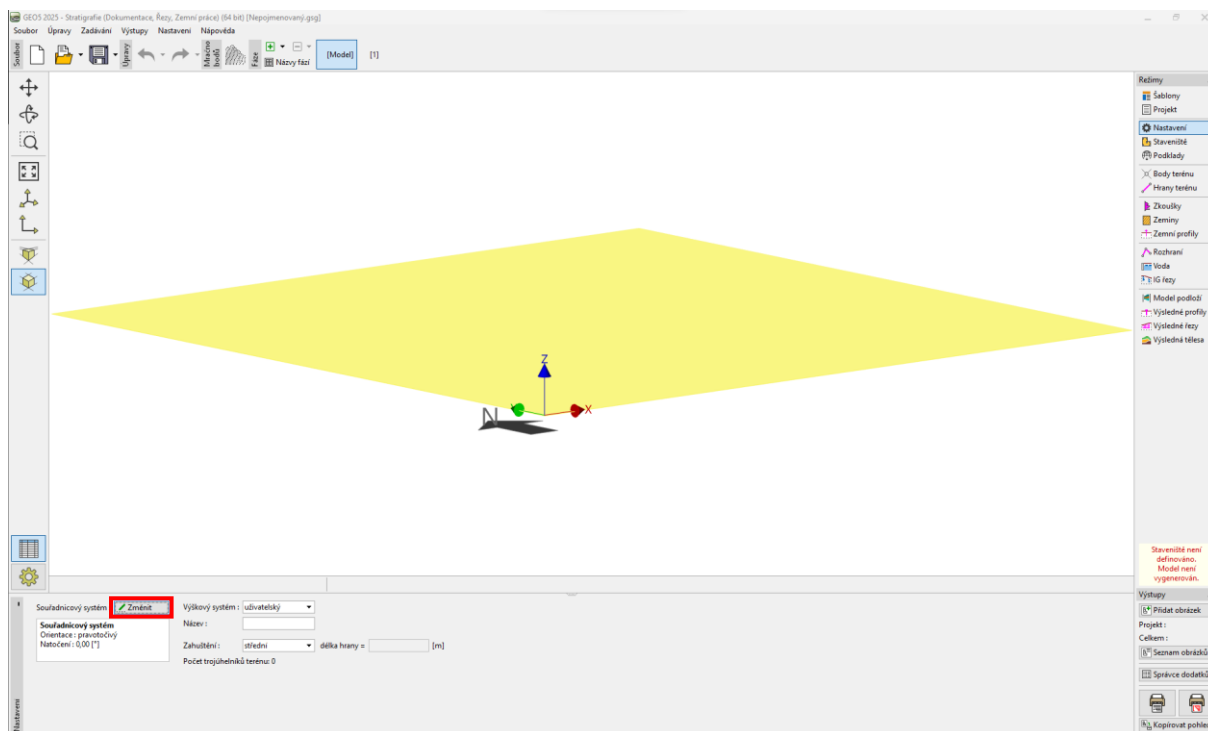 GEO5 2025 - Stratigrafie (Dokumentace, Řezy, Zemní práce) (64 bit) [Nepojmenovaný.gsg]
Soubor Úpravy Zadávání Výstupy Nastavení Nápověda
Soubor
Úpravy
Mračno bodů
Fáze
Názvy fází
[Model]
[1]
Režimy
Šablony
Projekt
Nastavení
Staveniště
Podklady
Body terénu
Hrany terénu
Zkoušky
Zeminy
Zemní profily
Rozhraní
Voda
IG řezy
Model podloží
Výsledné profily
Výsledné řezy
Výsledná tělesa
Z
X
N
Staveniště není
definováno.
Model není
vygenerován.
Výstupy
Přidat obrázek
Projekt :
Celkem :
Seznam obrázků
Správce dodatků
Kopírovat pohled
Souřadnicový systém Změnit
Souřadnicový systém
Orientace : pravotočivý
Natočení : 0,00 [°]
Výškový systém : uživatelský
Název :
Zahuštění : střední délka hrany = [m]
Počet trojúhelníků terénu: 0
Nastavení